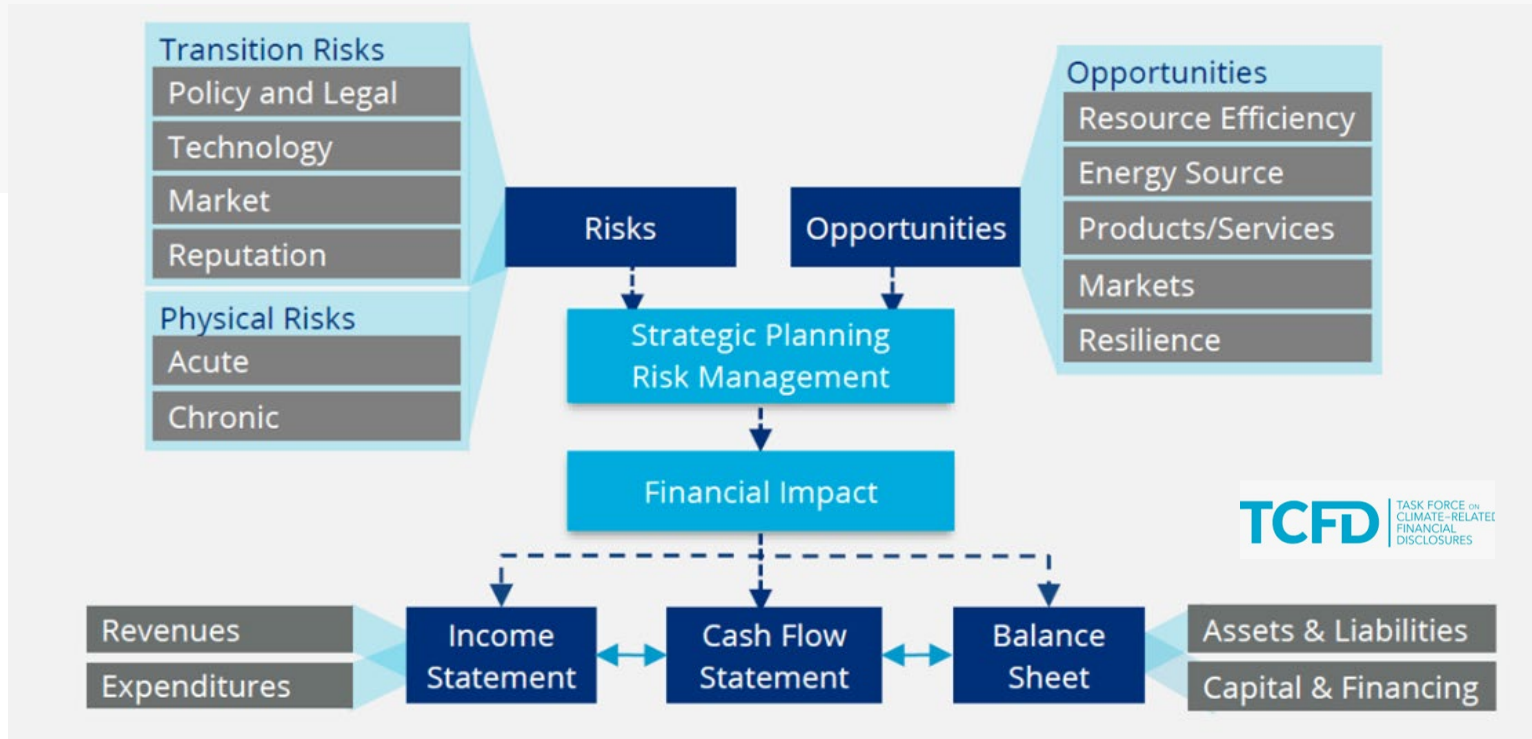 Transition Risks
Policy and Legal
Technology
Market
Reputation
Physical Risks
Acute
Chronic
Risks
Opportunities
Opportunities
Resource Efficiency
Energy Source
Products/Services
Markets
Resilience
Strategic Planning
Risk Management
Financial Impact
TCFD
TASK FORCE ON
CLIMATE-RELATED
FINANCIAL
DISCLOSURES
Revenues
Expenditures
Income
Statement
Cash Flow
Statement
Balance
Sheet
Assets & Liabilities
Capital & Financing